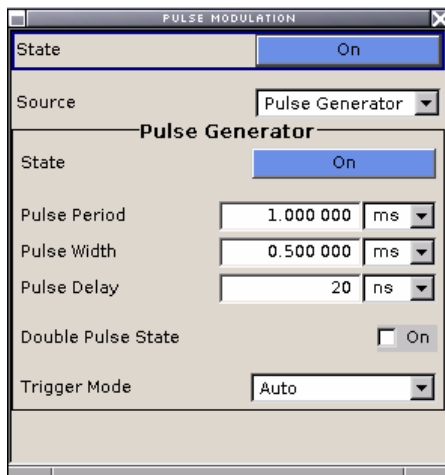 PULSE MODULATION
State On
Source Pulse Generator
Pulse Generator
State On
Pulse Period 1.000 000 ms
Pulse Width 0.500 000 ms
Pulse Delay 20 ns
Double Pulse State On
Trigger Mode Auto